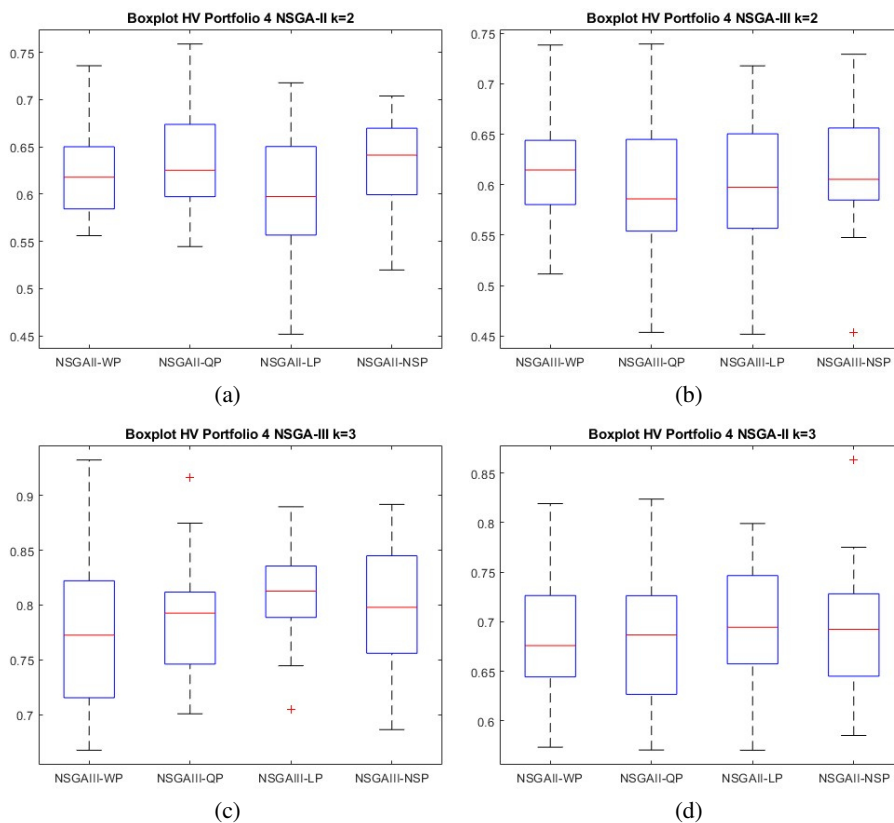 Boxplot HV Portfolio 4 NSGA-II k=2
0.75
0.7
0.65
0.6
0.55
0.5
0.45
NSGAII-WP NSGAII-QP NSGAII-LP NSGAII-NSP
(a)
Boxplot HV Portfolio 4 NSGA-III k=2
0.75
0.7
0.65
0.6
0.55
0.5
0.45
NSGAIII-WP NSGAIII-QP NSGAIII-LP NSGAIII-NSP
(b)
Boxplot HV Portfolio 4 NSGA-III k=3
0.9
0.85
0.8
0.75
0.7
NSGAIII-WP NSGAIII-QP NSGAIII-LP NSGAIII-NSP
(c)
Boxplot HV Portfolio 4 NSGA-II k=3
0.85
0.8
0.75
0.7
0.65
0.6
NSGAII-WP NSGAII-QP NSGAII-LP NSGAII-NSP
(d)